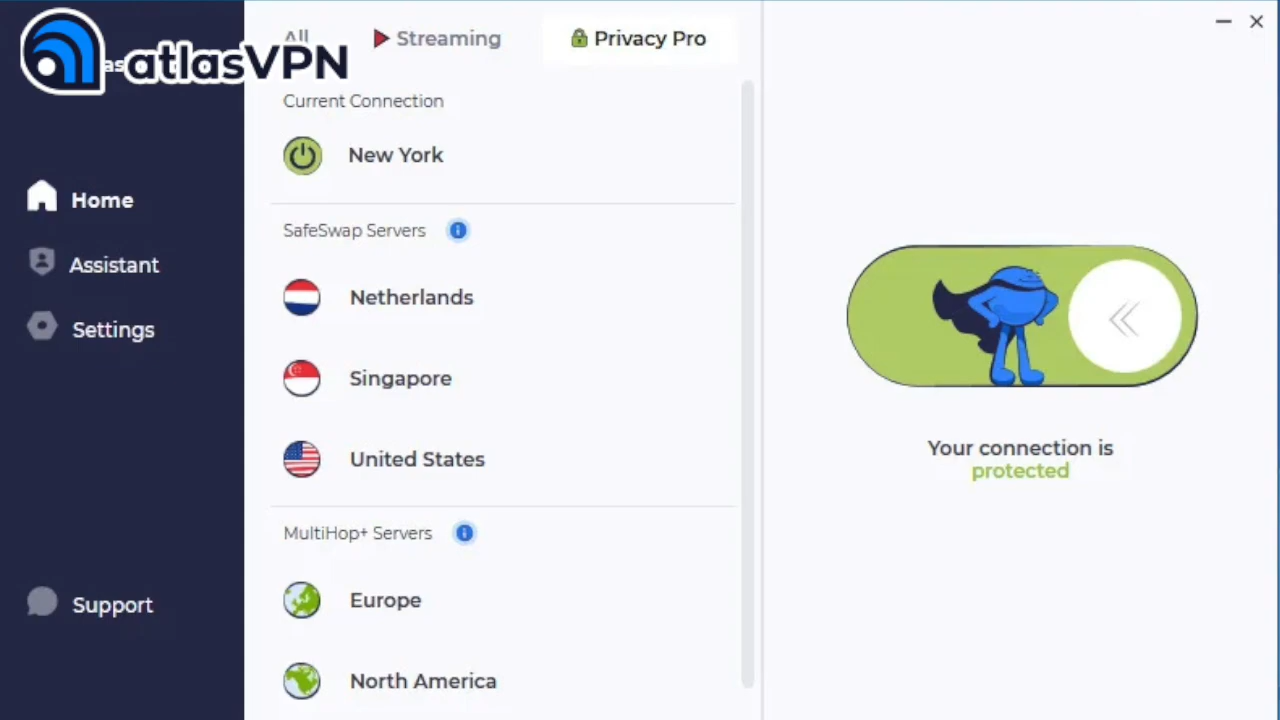 atlasVPN
Home
Assistant
Settings
Support
All
Streaming
Privacy Pro
Current Connection
New York
SafeSwap Servers
Netherlands
Singapore
United States
MultiHop+ Servers
Europe
North America
Your connection is
protected